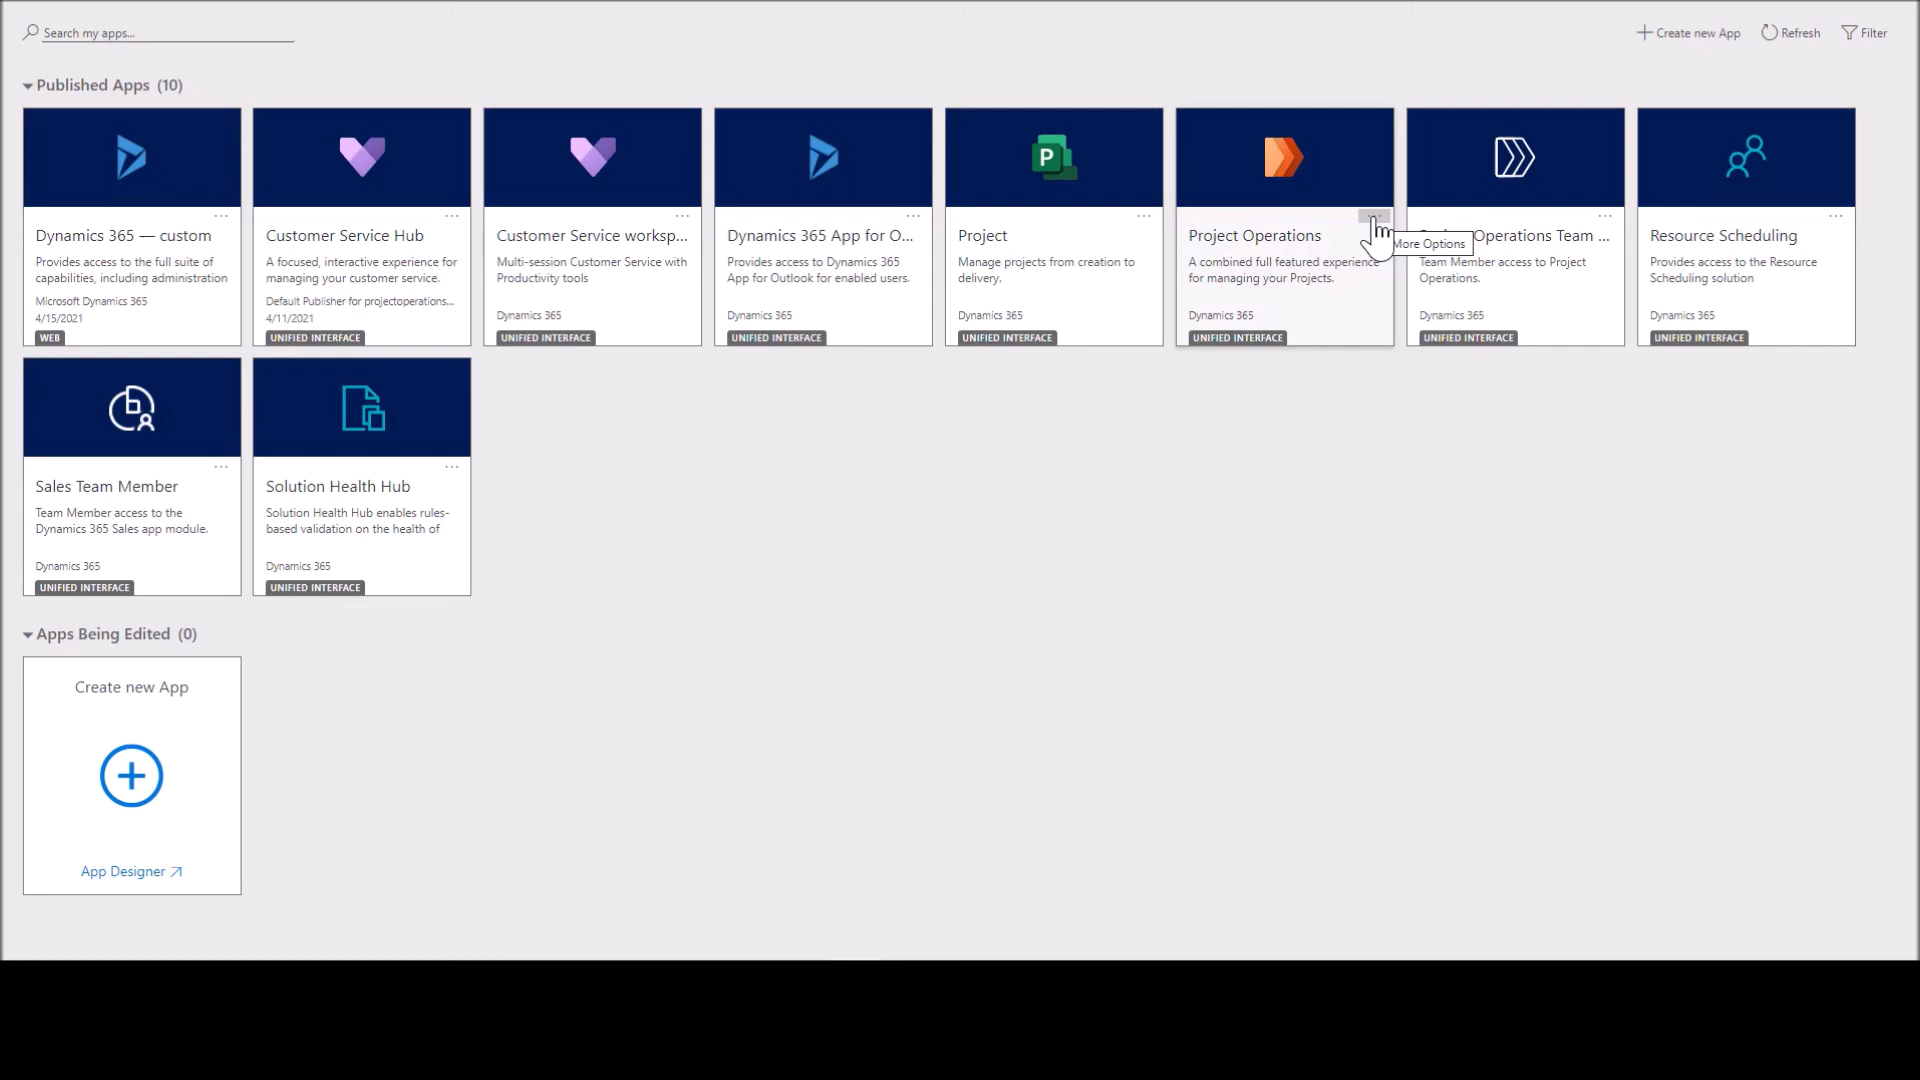 Search my apps...
Create new App
Refresh
Filter
Published Apps (10)
Dynamics 365 — custom
Provides access to the full suite of
capabilities, including administration
Microsoft Dynamics 365
4/15/2021
WEB
Customer Service Hub
A focused, interactive experience for
managing your customer service.
Default Publisher for projectoperations...
4/11/2021
UNIFIED INTERFACE
Customer Service worksp...
Multi-session Customer Service with
Productivity tools
Dynamics 365
UNIFIED INTERFACE
Dynamics 365 App for O...
Provides access to Dynamics 365
App for Outlook for enabled users.
Dynamics 365
UNIFIED INTERFACE
P
Project
Manage projects from creation to
delivery.
Dynamics 365
UNIFIED INTERFACE
Project Operations
A combined full featured experience
for managing your Projects.
Dynamics 365
UNIFIED INTERFACE
More Options
Operations Team ...
Team Member access to Project
Operations.
Dynamics 365
UNIFIED INTERFACE
Resource Scheduling
Provides access to the Resource
Scheduling solution
Dynamics 365
UNIFIED INTERFACE
Sales Team Member
Team Member access to the
Dynamics 365 Sales app module.
Dynamics 365
UNIFIED INTERFACE
Solution Health Hub
Solution Health Hub enables rules-
based validation on the health of
Dynamics 365
UNIFIED INTERFACE
Apps Being Edited (0)
Create new App
App Designer